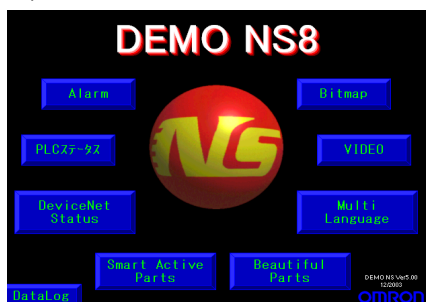 DEMO NS8
Alarm
Bitmap
NS
PLCステータス
VIDEO
DeviceNet
Status
Multi
Language
Smart Active
Parts
Beautiful
Parts
DataLog
DEMO NS Ver5.00
12/2003
OMRON